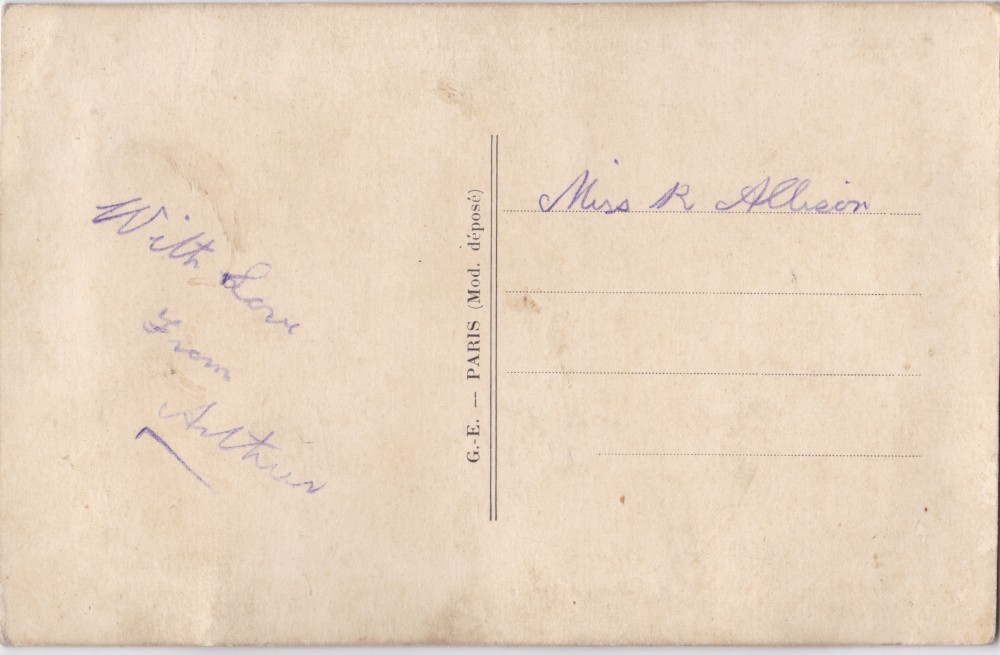 With Love
From
Arthur
G.-E. — PARIS (Mod. déposé)
Miss R Allison